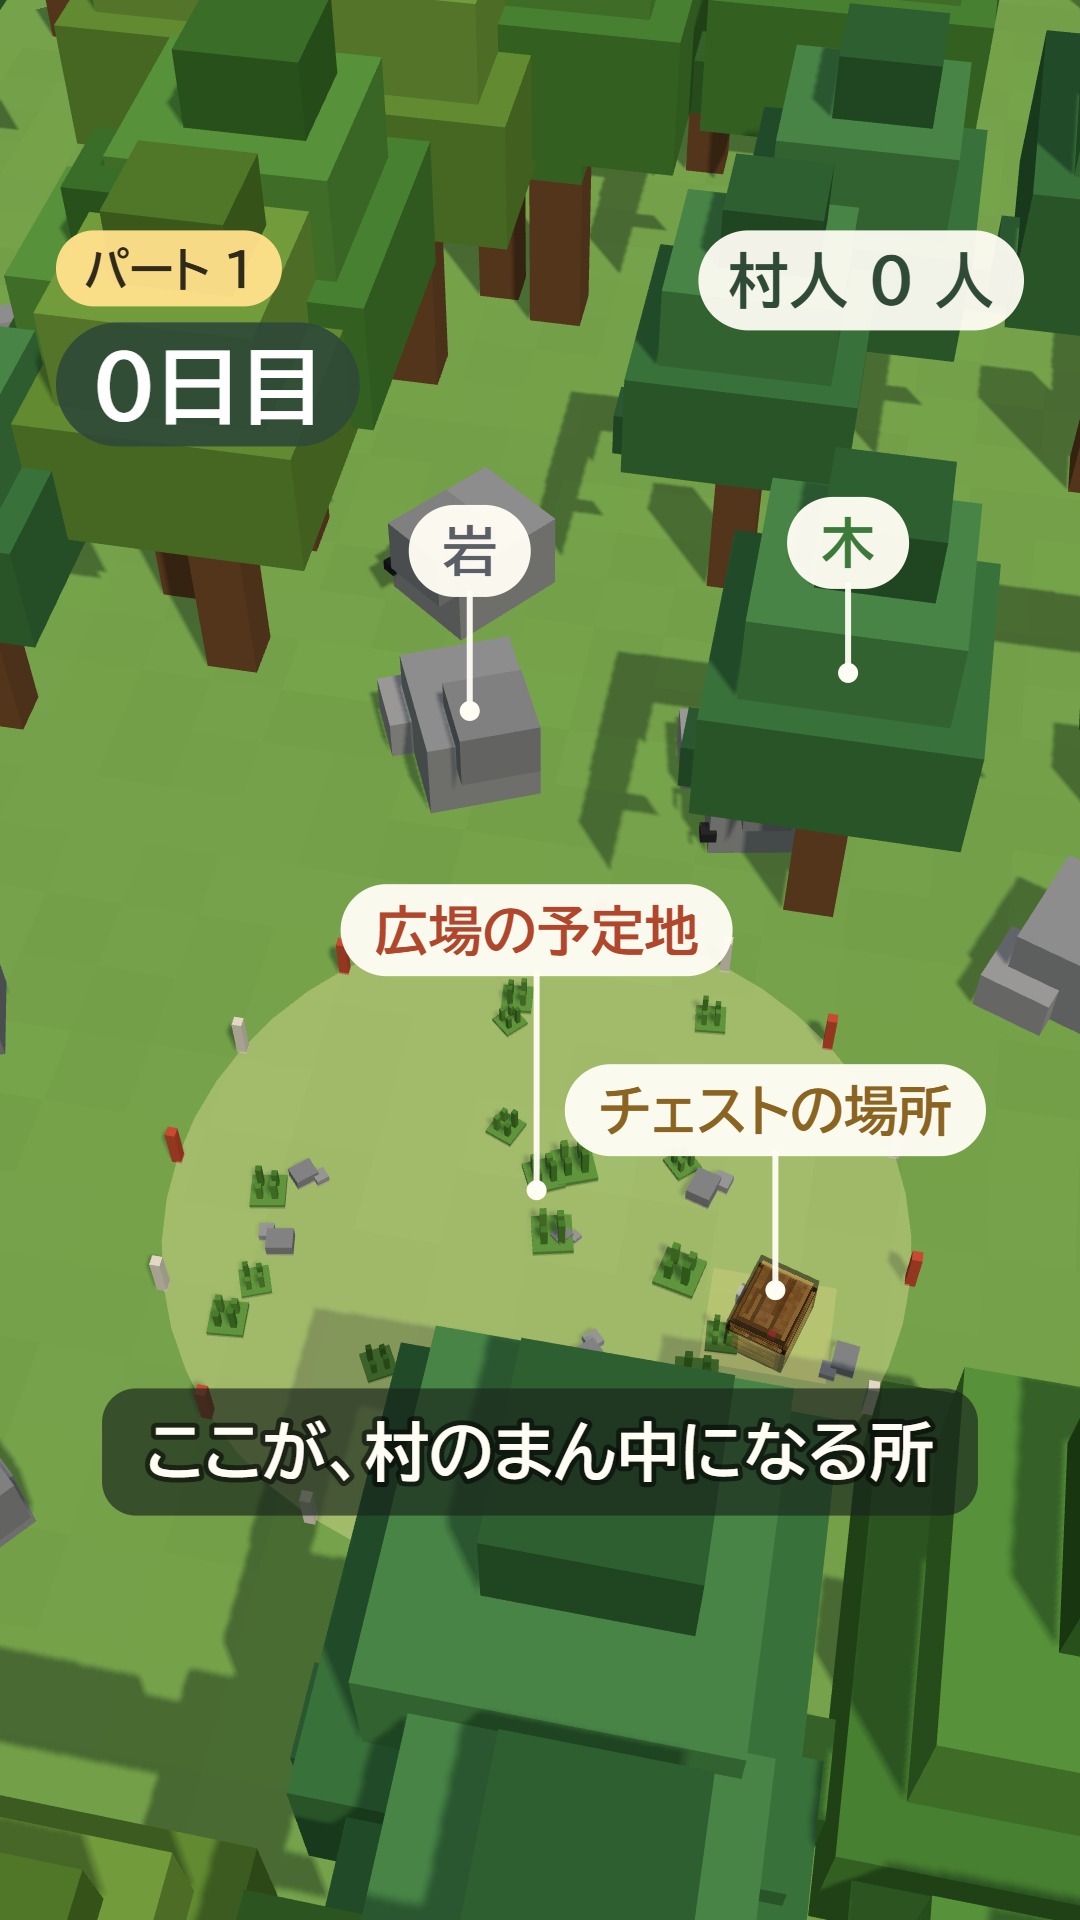 パート 1
0日目
村人 0 人
岩
木
広場の予定地
チェストの場所
ここが、村のまん中になる所